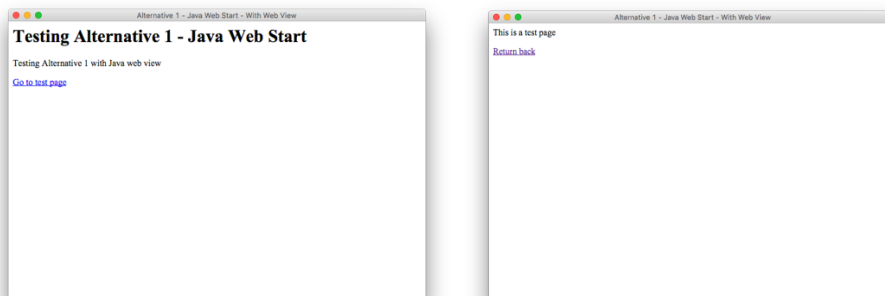 Alternative 1 - Java Web Start - With Web View
Testing Alternative 1 - Java Web Start
Testing Alternative 1 with Java web view
Go to test page
Alternative 1 - Java Web Start - With Web View
This is a test page
Return back